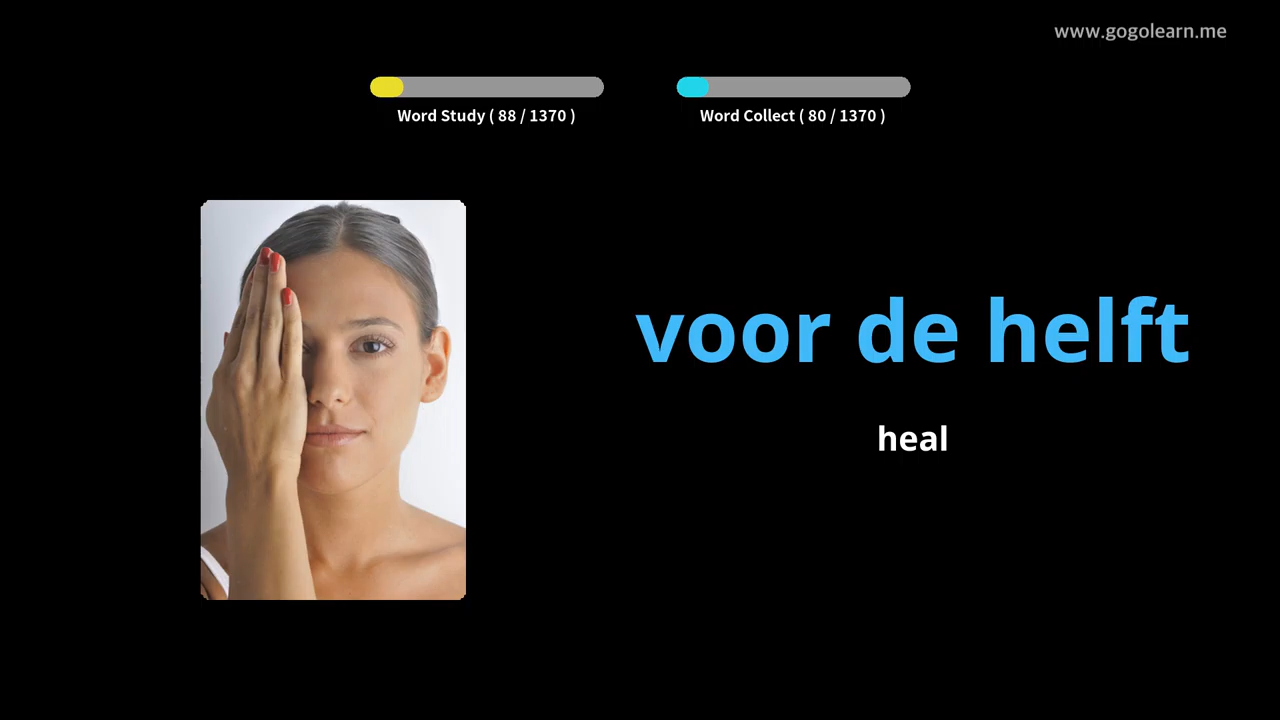 www.gogolearn.me
Word Study ( 88 / 1370 )
Word Collect ( 80 / 1370 )
voor de helft
heal